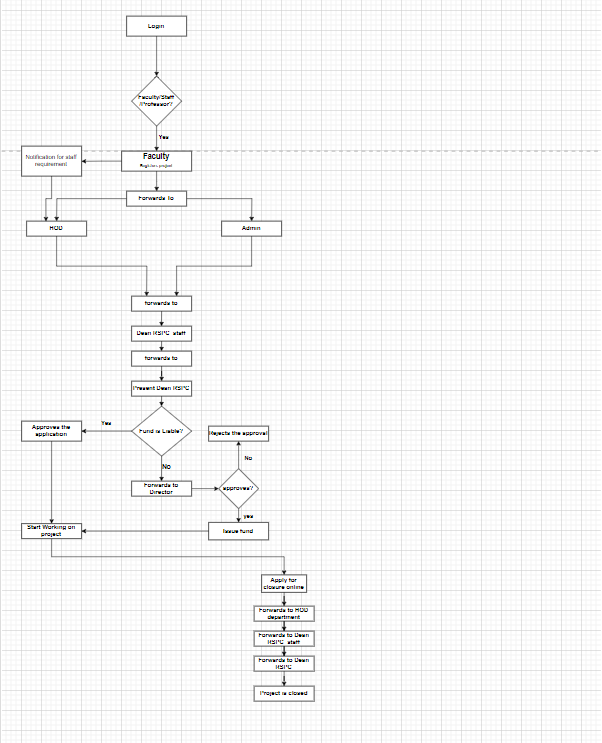 Login
Faculty/Staff
/Professor?
Yes
Faculty
Registers project
Notification for staff
requirement
Forwards To
HOD
Admin
forwards to
Dean RSPC staff
forwards to
Present Dean RSPC
Fund is Liable?
Yes
Approves the
application
Rejects the approval
No
No
Forwards to
Director
approves?
yes
Start Working on
project
Issue fund
Apply for
closure online
Forwards to HOD
department
Forwards to Dean
RSPC staff
Forwards to Dean
RSPC
Project is closed